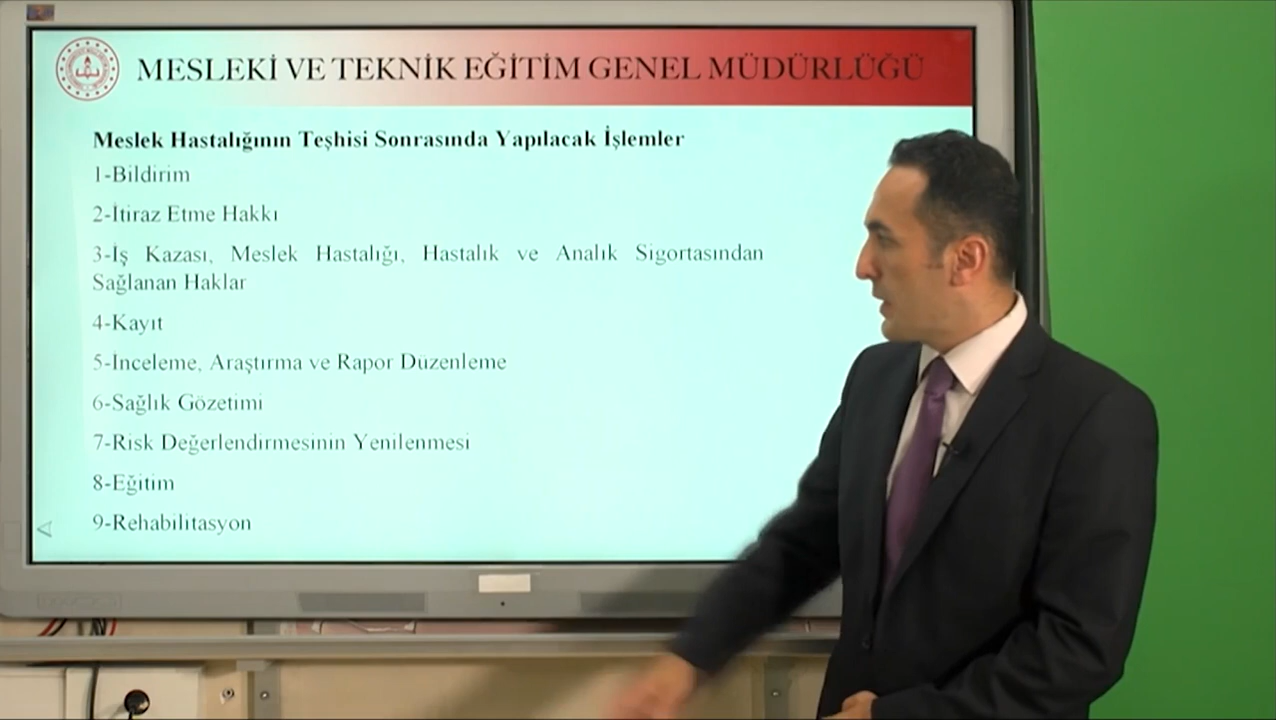 MESLEKİ VE TEKNİK EĞİTİM GENEL MÜDÜRLÜĞÜ
Meslek Hastalığının Teşhisi Sonrasında Yapılacak İşlemler
1-Bildirim
2-İtiraz Etme Hakkı
3-İş Kazası, Meslek Hastalığı, Hastalık ve Analık Sigortasından
Sağlanan Haklar
4-Kayıt
5-İnceleme, Araştırma ve Rapor Düzenleme
6-Sağlık Gözetimi
7-Risk Değerlendirmesinin Yenilenmesi
8-Eğitim
9-Rehabilitasyon